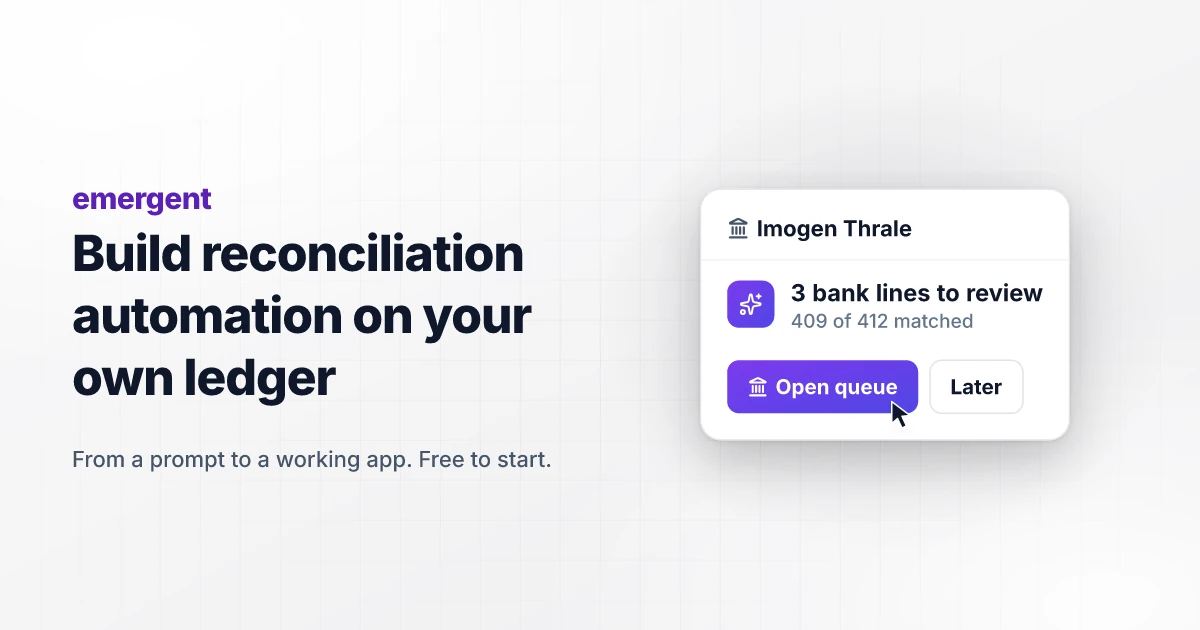 emergent
Build reconciliation
automation on your
own ledger
From a prompt to a working app. Free to start.
Imogen Thrale
3 bank lines to review
409 of 412 matched
Open queue
Later